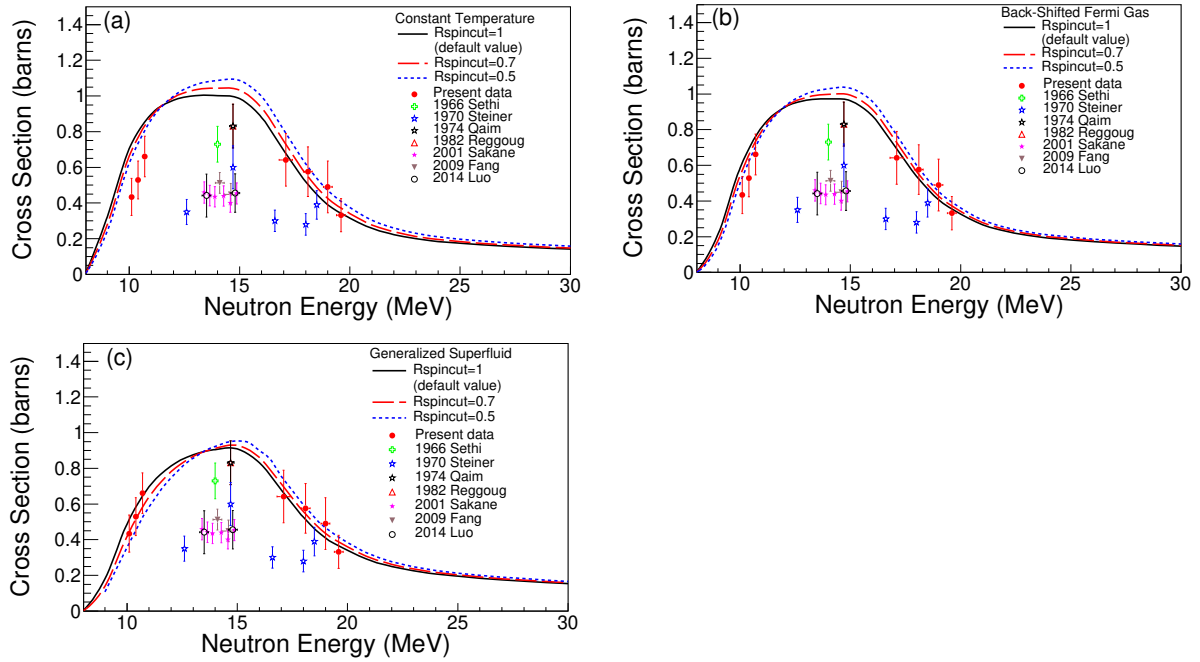 (a)
Constant Temperature
Rspincut=1
(default value)
Rspincut=0.7
Rspincut=0.5
Present data
1966 Sethi
1970 Steiner
1974 Qaim
1982 Reggoug
2001 Sakane
2009 Fang
2014 Luo
Cross Section (barns)
1.4
1.2
1
0.8
0.6
0.4
0.2
0
10 15 20 25 30
Neutron Energy (MeV)
(b)
Back-Shifted Fermi Gas
Rspincut=1
(default value)
Rspincut=0.7
Rspincut=0.5
Present data
1966 Sethi
1970 Steiner
1974 Qaim
1982 Reggoug
2001 Sakane
2009 Fang
2014 Luo
Cross Section (barns)
1.4
1.2
1
0.8
0.6
0.4
0.2
0
10 15 20 25 30
Neutron Energy (MeV)
(c)
Generalized Superfluid
Rspincut=1
(default value)
Rspincut=0.7
Rspincut=0.5
Present data
1966 Sethi
1970 Steiner
1974 Qaim
1982 Reggoug
2001 Sakane
2009 Fang
2014 Luo
Cross Section (barns)
1.4
1.2
1
0.8
0.6
0.4
0.2
0
10 15 20 25 30
Neutron Energy (MeV)